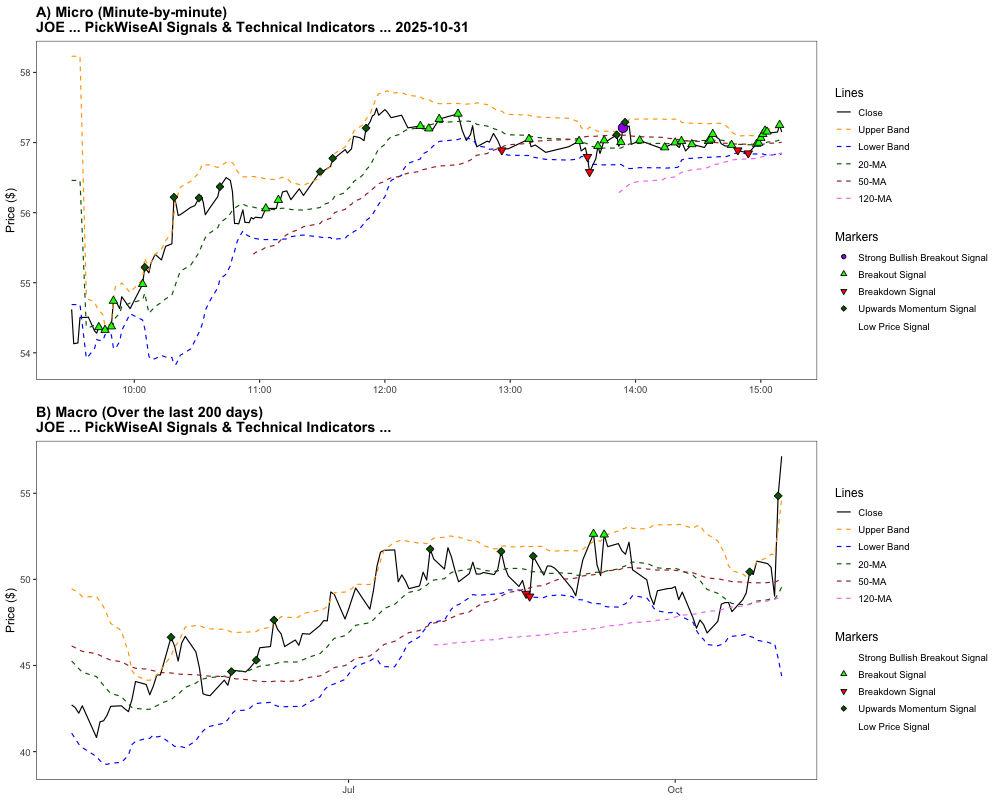 A) Micro (Minute-by-minute)
JOE ... PickWiseAI Signals & Technical Indicators ... 2025-10-31
Price ($)
58
57
56
55
54
10:00
11:00
12:00
13:00
14:00
15:00
Lines
Close
Upper Band
Lower Band
20-MA
50-MA
120-MA
Markers
Strong Bullish Breakout Signal
Breakout Signal
Breakdown Signal
Upwards Momentum Signal
Low Price Signal
B) Macro (Over the last 200 days)
JOE ... PickWiseAI Signals & Technical Indicators ...
Price ($)
55
50
45
40
Jul
Oct
Lines
Close
Upper Band
Lower Band
20-MA
50-MA
120-MA
Markers
Strong Bullish Breakout Signal
Breakout Signal
Breakdown Signal
Upwards Momentum Signal
Low Price Signal